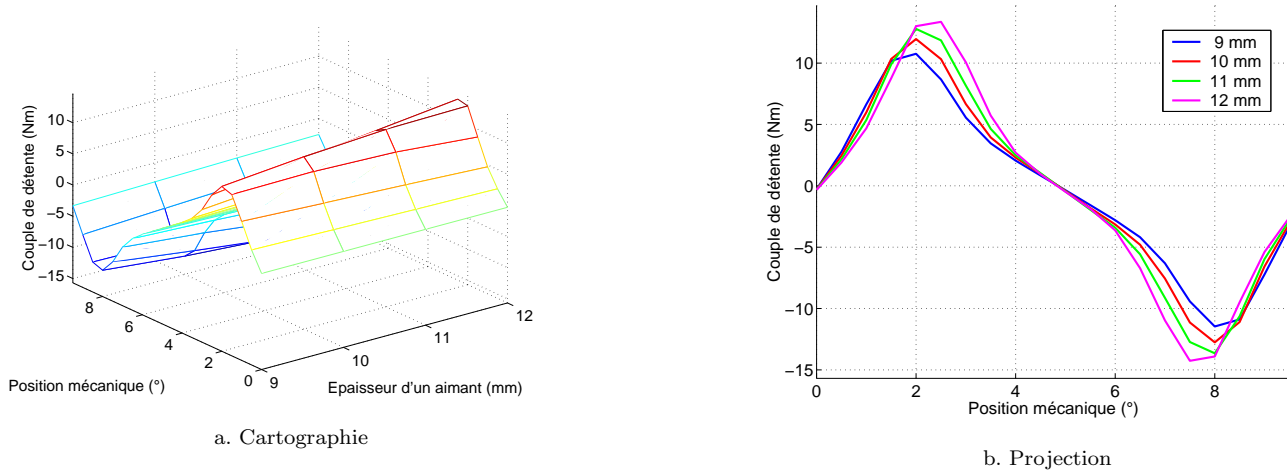 10
5
0
−5
−10
−15
Couple de détente (Nm)
8
6
4
2
0
9
10
11
12
Position mécanique (°)
Epaisseur d'un aimant (mm)
a. Cartographie
9 mm
10 mm
11 mm
12 mm
10
5
0
−5
−10
−15
Couple de détente (Nm)
0
2
4
6
8
Position mécanique (°)
b. Projection